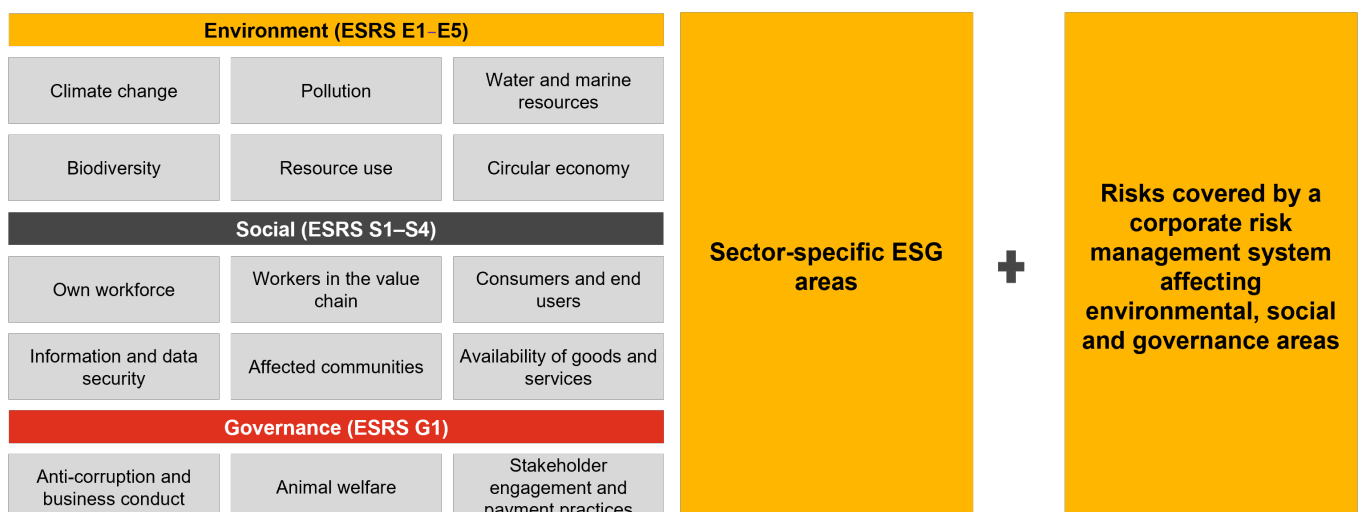 Environment (ESRS E1–E5)
Climate change
Pollution
Water and marine
resources
Biodiversity
Resource use
Circular economy
Social (ESRS S1–S4)
Own workforce
Workers in the value
chain
Consumers and end
users
Information and data
security
Affected communities
Availability of goods and
services
Governance (ESRS G1)
Anti-corruption and
business conduct
Animal welfare
Stakeholder
engagement and
payment practices
Sector-specific ESG
areas
Risks covered by a
corporate risk
management system
affecting
environmental, social
and governance areas